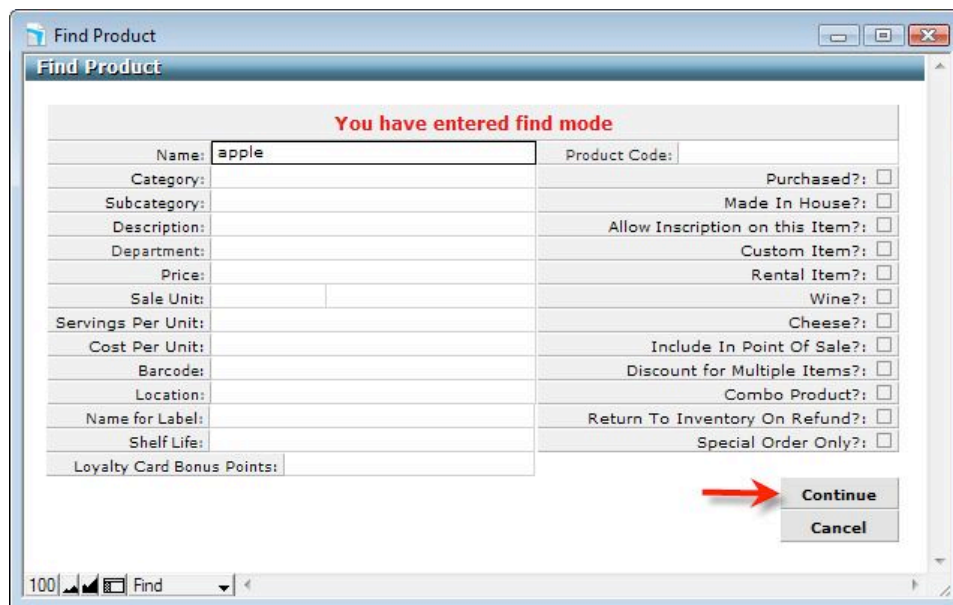 Find Product
Find Product
You have entered find mode
Name: apple Product Code:
Category: Purchased?:
Subcategory: Made In House?:
Description: Allow Inscription on this Item?:
Department: Custom Item?:
Price: Rental Item?:
Sale Unit: Wine?:
Servings Per Unit: Cheese?:
Cost Per Unit: Include In Point Of Sale?:
Barcode: Discount for Multiple Items?:
Location: Combo Product?:
Name for Label: Return To Inventory On Refund?:
Shelf Life: Special Order Only?:
Loyalty Card Bonus Points:
Continue
Cancel
100 Find